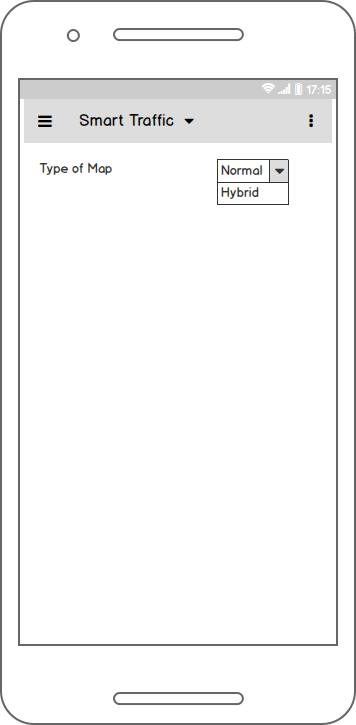 17:15
Smart Traffic
Type of Map
Normal
Hybrid